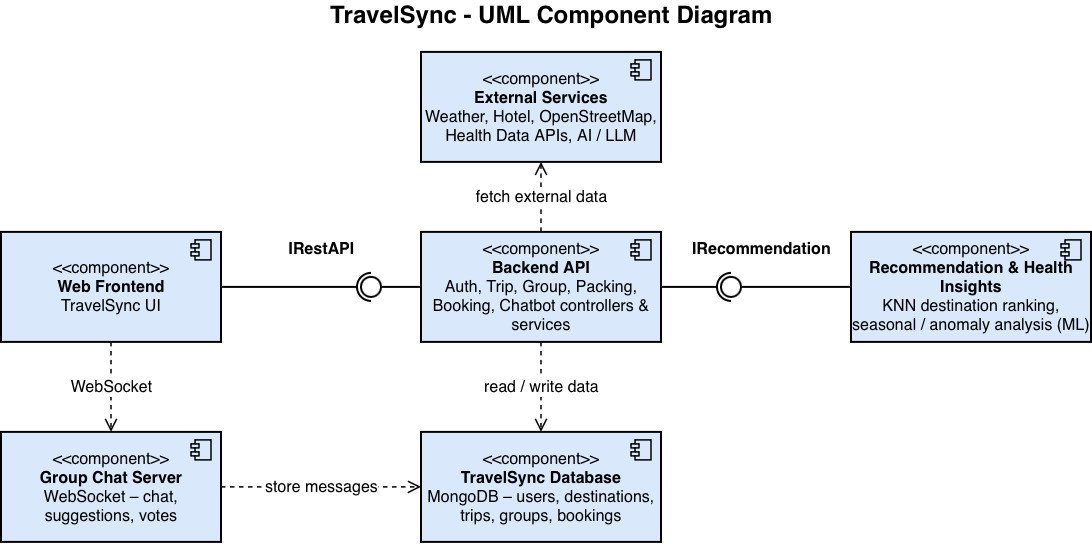 TravelSync - UML Component Diagram
<<component>>
External Services
Weather, Hotel, OpenStreetMap,
Health Data APIs, AI / LLM
fetch external data
<<component>>
Web Frontend
TravelSync UI
IRestAPI
<<component>>
Backend API
Auth, Trip, Group, Packing,
Booking, Chatbot controllers &
services
IRecommendation
<<component>>
Recommendation & Health
Insights
KNN destination ranking,
seasonal / anomaly analysis (ML)
WebSocket
read / write data
<<component>>
Group Chat Server
WebSocket – chat,
suggestions, votes
store messages
<<component>>
TravelSync Database
MongoDB – users, destinations,
trips, groups, bookings